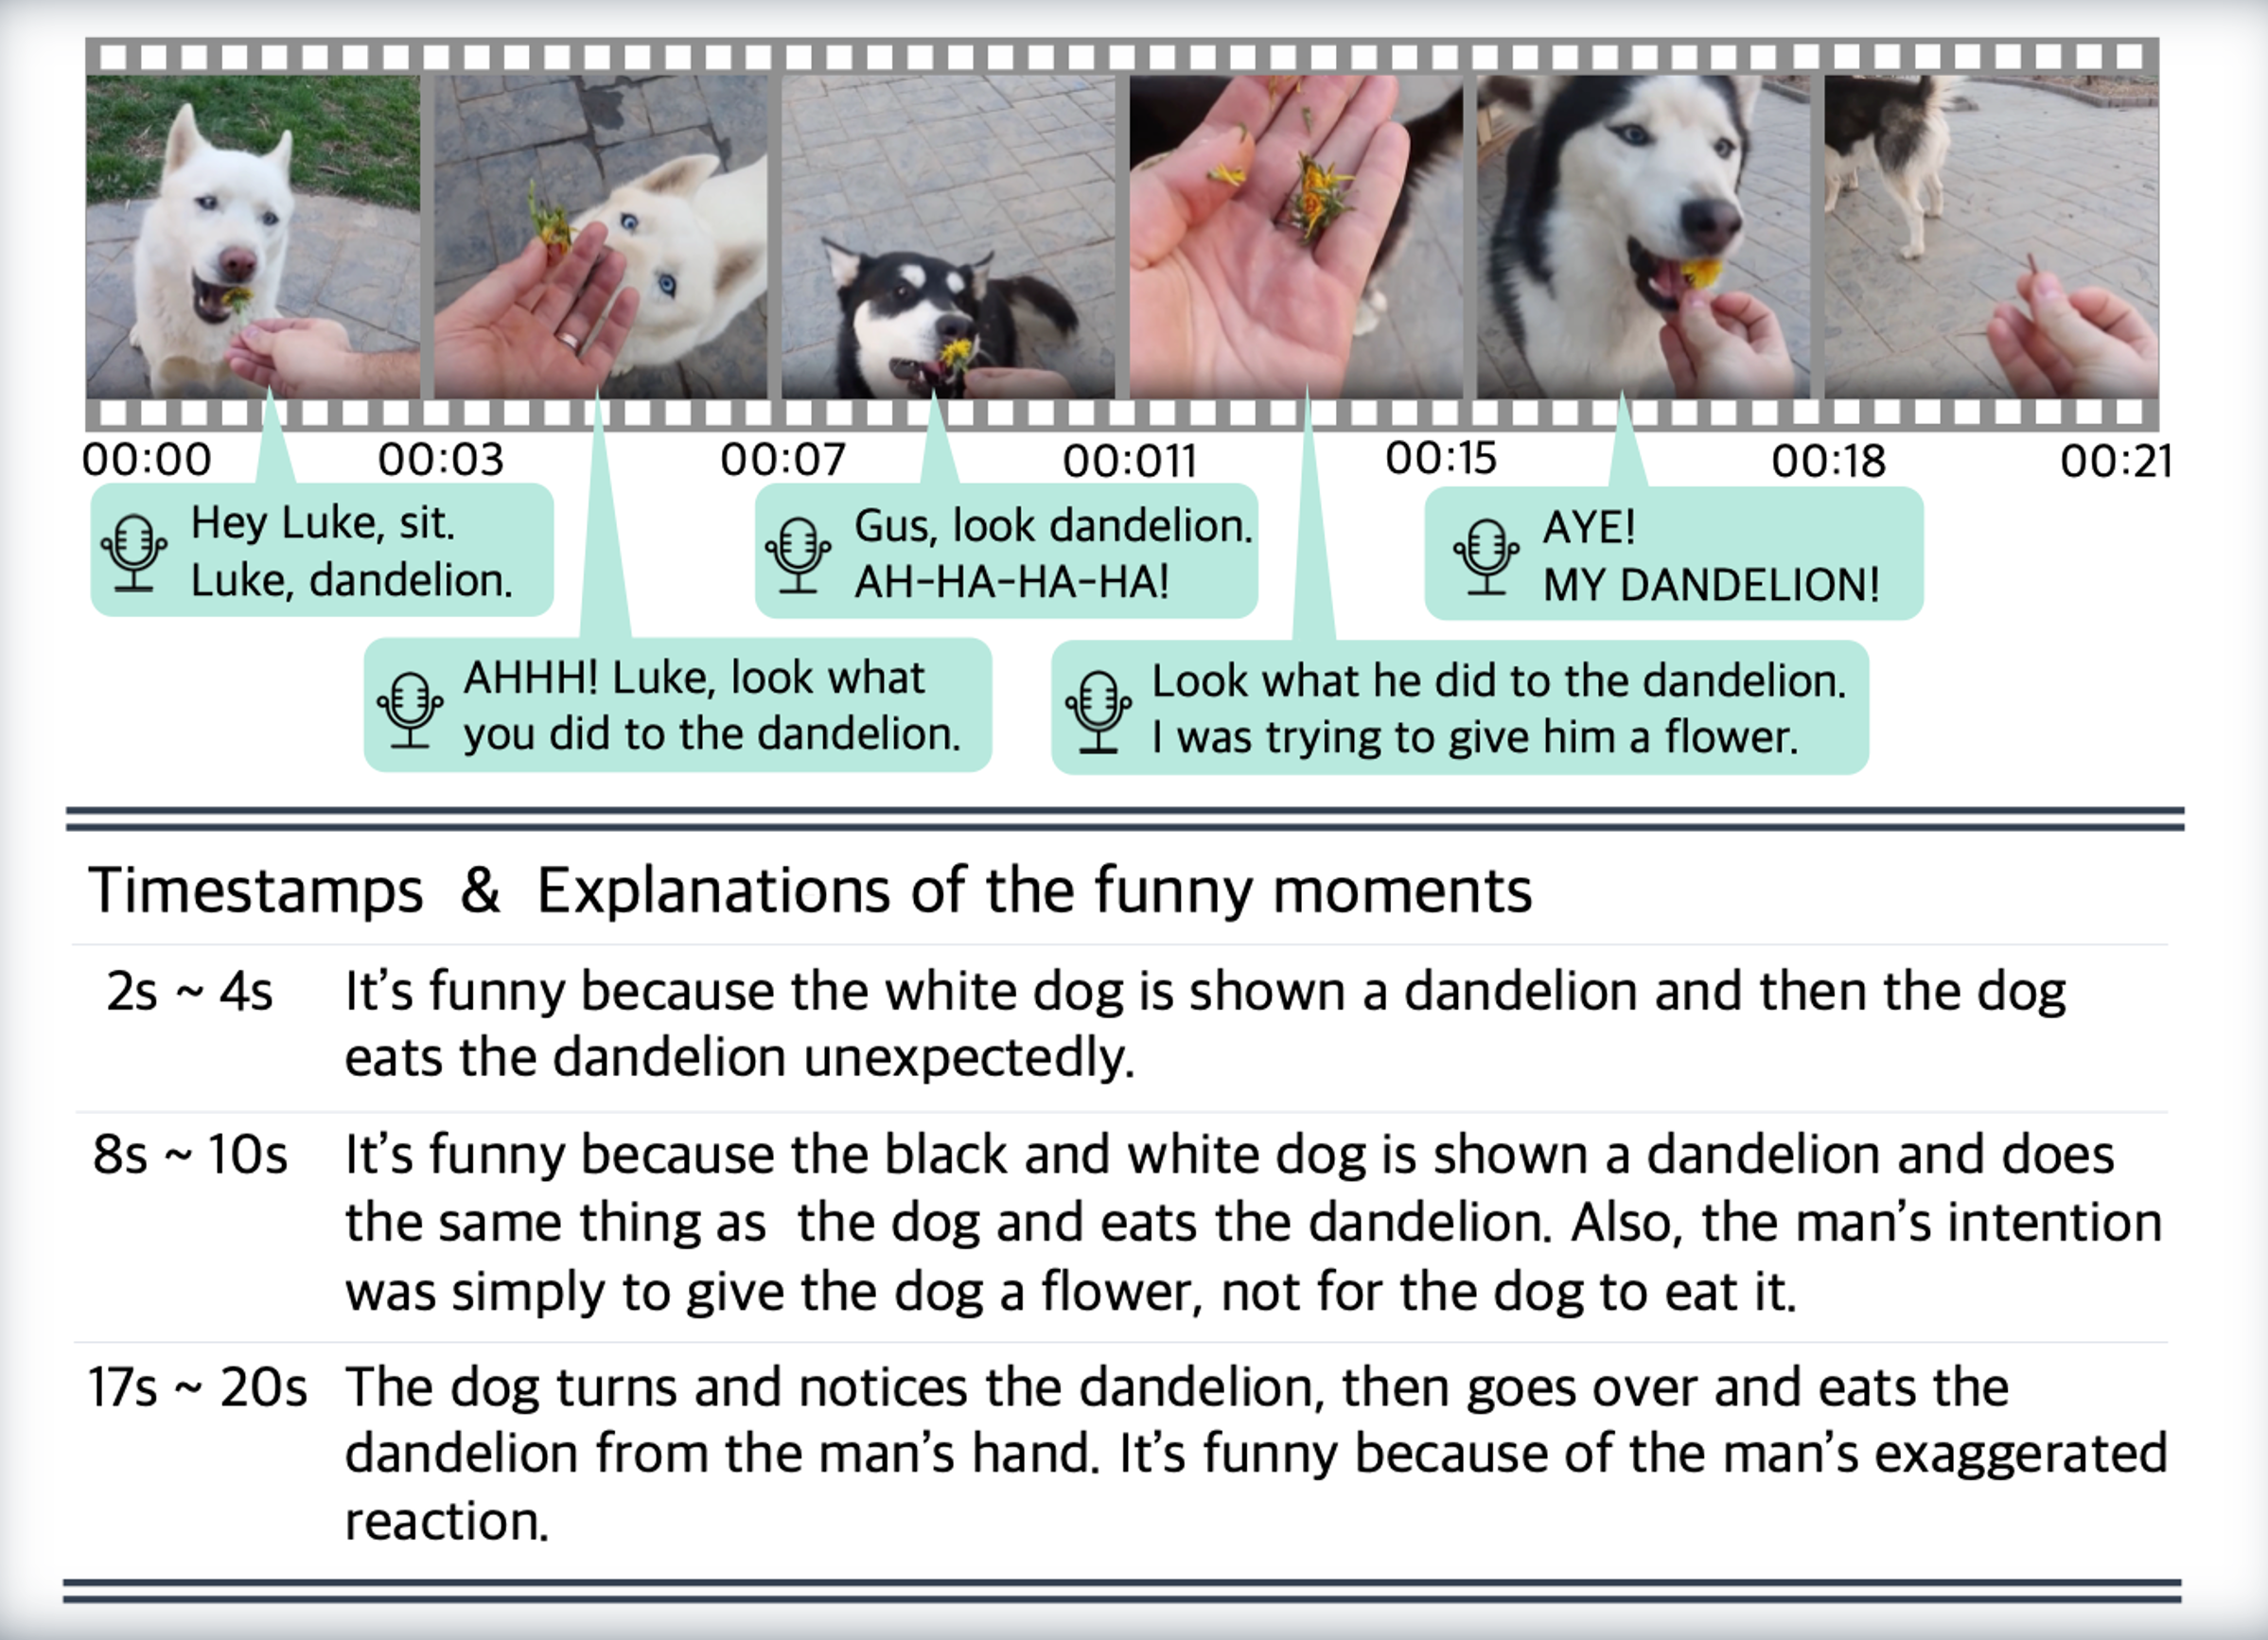 00:00 00:03 00:07 00:011 00:15 00:18 00:21
Hey Luke, sit.
Luke, dandelion.
AHHH! Luke, look what
you did to the dandelion.
Gus, look dandelion.
AH-HA-HA-HA!
Look what he did to the dandelion.
I was trying to give him a flower.
AYE!
MY DANDELION!
Timestamps & Explanations of the funny moments
2s ~ 4s It's funny because the white dog is shown a dandelion and then the dog
eats the dandelion unexpectedly.
8s ~ 10s It's funny because the black and white dog is shown a dandelion and does
the same thing as the dog and eats the dandelion. Also, the man's intention
was simply to give the dog a flower, not for the dog to eat it.
17s ~ 20s The dog turns and notices the dandelion, then goes over and eats the
dandelion from the man's hand. It's funny because of the man's exaggerated
reaction.